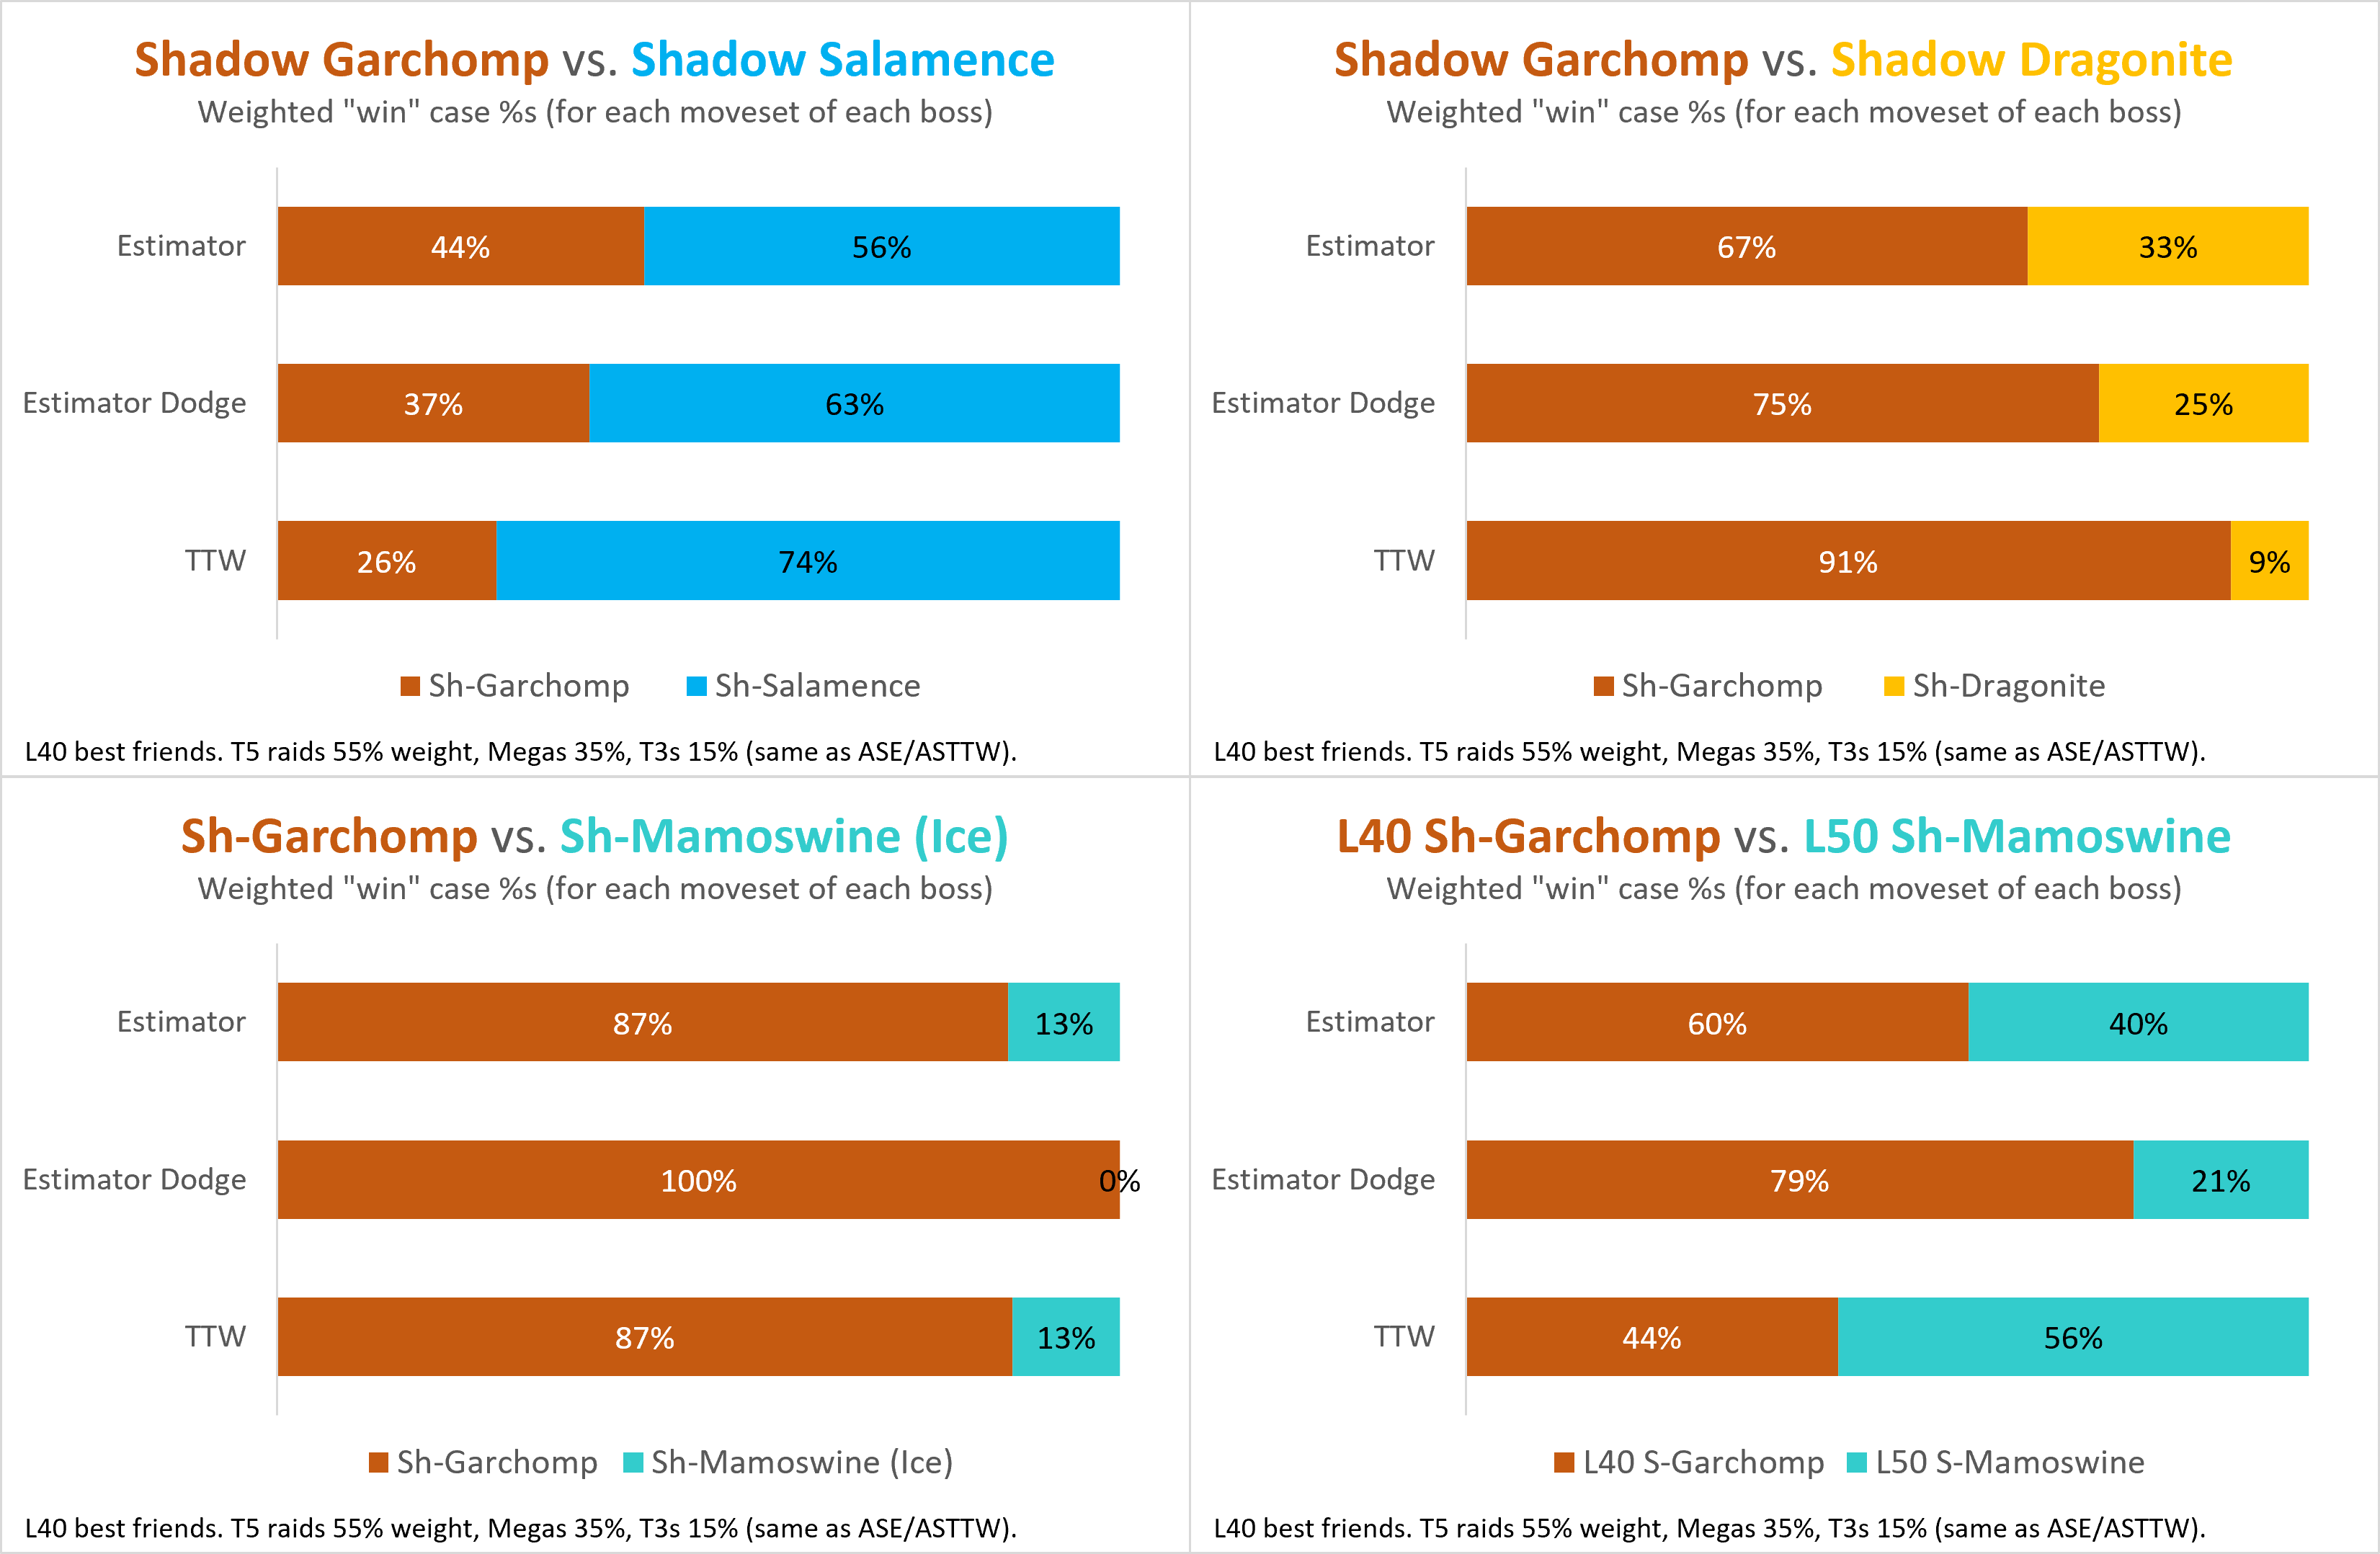 Shadow Garchomp vs. Shadow Salamence
Weighted "win" case %s (for each moveset of each boss)
Estimator
44%
56%
Estimator Dodge
37%
63%
TTW
26%
74%
Sh-Garchomp
Sh-Salamence
L40 best friends. T5 raids 55% weight, Megas 35%, T3s 15% (same as ASE/ASTTW).
Shadow Garchomp vs. Shadow Dragonite
Weighted "win" case %s (for each moveset of each boss)
Estimator
67%
33%
Estimator Dodge
75%
25%
TTW
91%
9%
Sh-Garchomp
Sh-Dragonite
L40 best friends. T5 raids 55% weight, Megas 35%, T3s 15% (same as ASE/ASTTW).
Sh-Garchomp vs. Sh-Mamoswine (Ice)
Weighted "win" case %s (for each moveset of each boss)
Estimator
87%
13%
Estimator Dodge
100%
0%
TTW
87%
13%
Sh-Garchomp
Sh-Mamoswine (Ice)
L40 best friends. T5 raids 55% weight, Megas 35%, T3s 15% (same as ASE/ASTTW).
L40 Sh-Garchomp vs. L50 Sh-Mamoswine
Weighted "win" case %s (for each moveset of each boss)
Estimator
60%
40%
Estimator Dodge
79%
21%
TTW
44%
56%
L40 S-Garchomp
L50 S-Mamoswine
L40 best friends. T5 raids 55% weight, Megas 35%, T3s 15% (same as ASE/ASTTW).